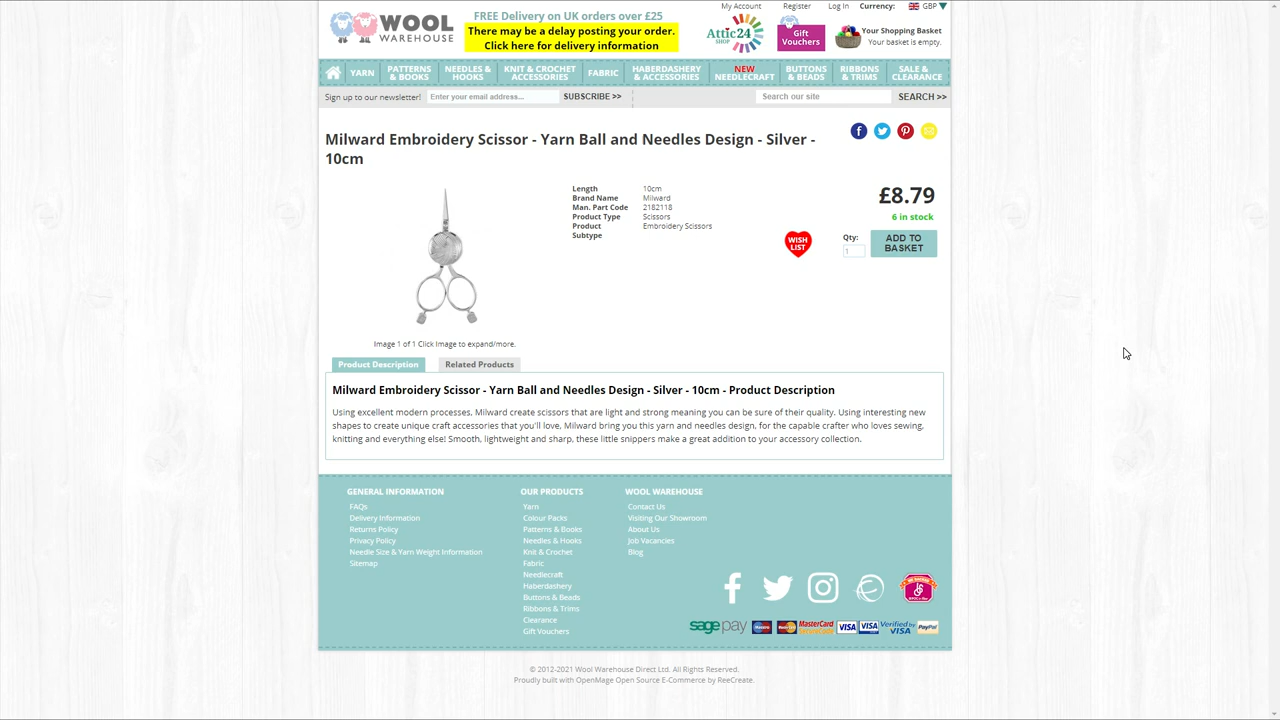 My Account
Register
Log In
Currency:
GBP
WOOL
WAREHOUSE
FREE Delivery on UK orders over £25
There may be a delay posting your order.
Click here for delivery information
Attic24
SHOP
Gift
Vouchers
Your Shopping Basket
Your basket is empty.
YARN
PATTERNS
& BOOKS
NEEDLES &
HOOKS
KNIT & CROCHET
ACCESSORIES
FABRIC
HABERDASHERY
& ACCESSORIES
NEW
NEEDLECRAFT
BUTTONS
& BEADS
RIBBONS
& TRIMS
SALE &
CLEARANCE
Sign up to our newsletter!
Enter your email address...
SUBSCRIBE >>
Search our site
SEARCH >>
Milward Embroidery Scissor - Yarn Ball and Needles Design - Silver -
10cm
Length 10cm
Brand Name Milward
Man. Part Code 2182118
Product Type Scissors
Product Embroidery Scissors
Subtype
£8.79
6 in stock
WISH
LIST
Qty:
1
ADD TO
BASKET
Image 1 of 1 Click Image to expand/more.
Product Description
Related Products
Milward Embroidery Scissor - Yarn Ball and Needles Design - Silver - 10cm - Product Description
Using excellent modern processes, Milward create scissors that are light and strong meaning you can be sure of their quality. Using interesting new
shapes to create unique craft accessories that you'll love, Milward bring you this yarn and needles design, for the capable crafter who loves sewing,
knitting and everything else! Smooth, lightweight and sharp, these little snippers make a great addition to your accessory collection.
GENERAL INFORMATION
FAQs
Delivery Information
Returns Policy
Privacy Policy
Needle Size & Yarn Weight Information
Sitemap
OUR PRODUCTS
Yarn
Colour Packs
Patterns & Books
Needles & Hooks
Knit & Crochet
Fabric
Needlecraft
Haberdashery
Buttons & Beads
Ribbons & Trims
Clearance
Gift Vouchers
WOOL WAREHOUSE
Contact Us
Visiting Our Showroom
About Us
Job Vacancies
Blog
sage pay
Maestro
MasterCard
MasterCard
SecureCode
VISA
VISA
Verified by
VISA
PayPal
© 2012-2021 Wool Warehouse Direct Ltd. All Rights Reserved.
Proudly built with OpenMage Open Source E-Commerce by ReeCreate.